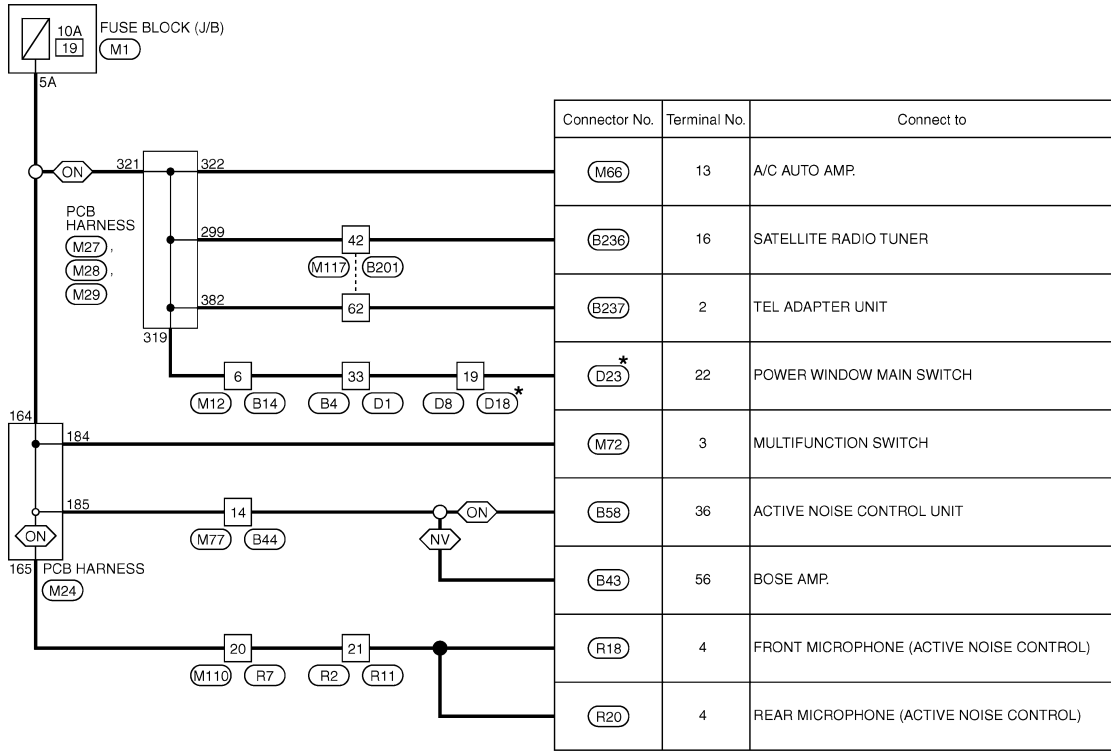 10A
19
FUSE BLOCK (J/B)
M1
5A
Connector No. Terminal No. Connect to
ON 321 322 M66 13 A/C AUTO AMP.
PCB
HARNESS
M27 ,
M28 ,
M29
299 42 B236 16 SATELLITE RADIO TUNER
M117 B201
382 62 B237 2 TEL ADAPTER UNIT
319
6 33 19 D23 * 22 POWER WINDOW MAIN SWITCH
M12 B14 B4 D1 D8 D18 *
164
184 M72 3 MULTIFUNCTION SWITCH
185 14 ON B58 36 ACTIVE NOISE CONTROL UNIT
ON M77 B44 NV
165 PCB HARNESS
M24
B43 56 BOSE AMP.
20 21 R18 4 FRONT MICROPHONE (ACTIVE NOISE CONTROL)
M110 R7 R2 R11
R20 4 REAR MICROPHONE (ACTIVE NOISE CONTROL)